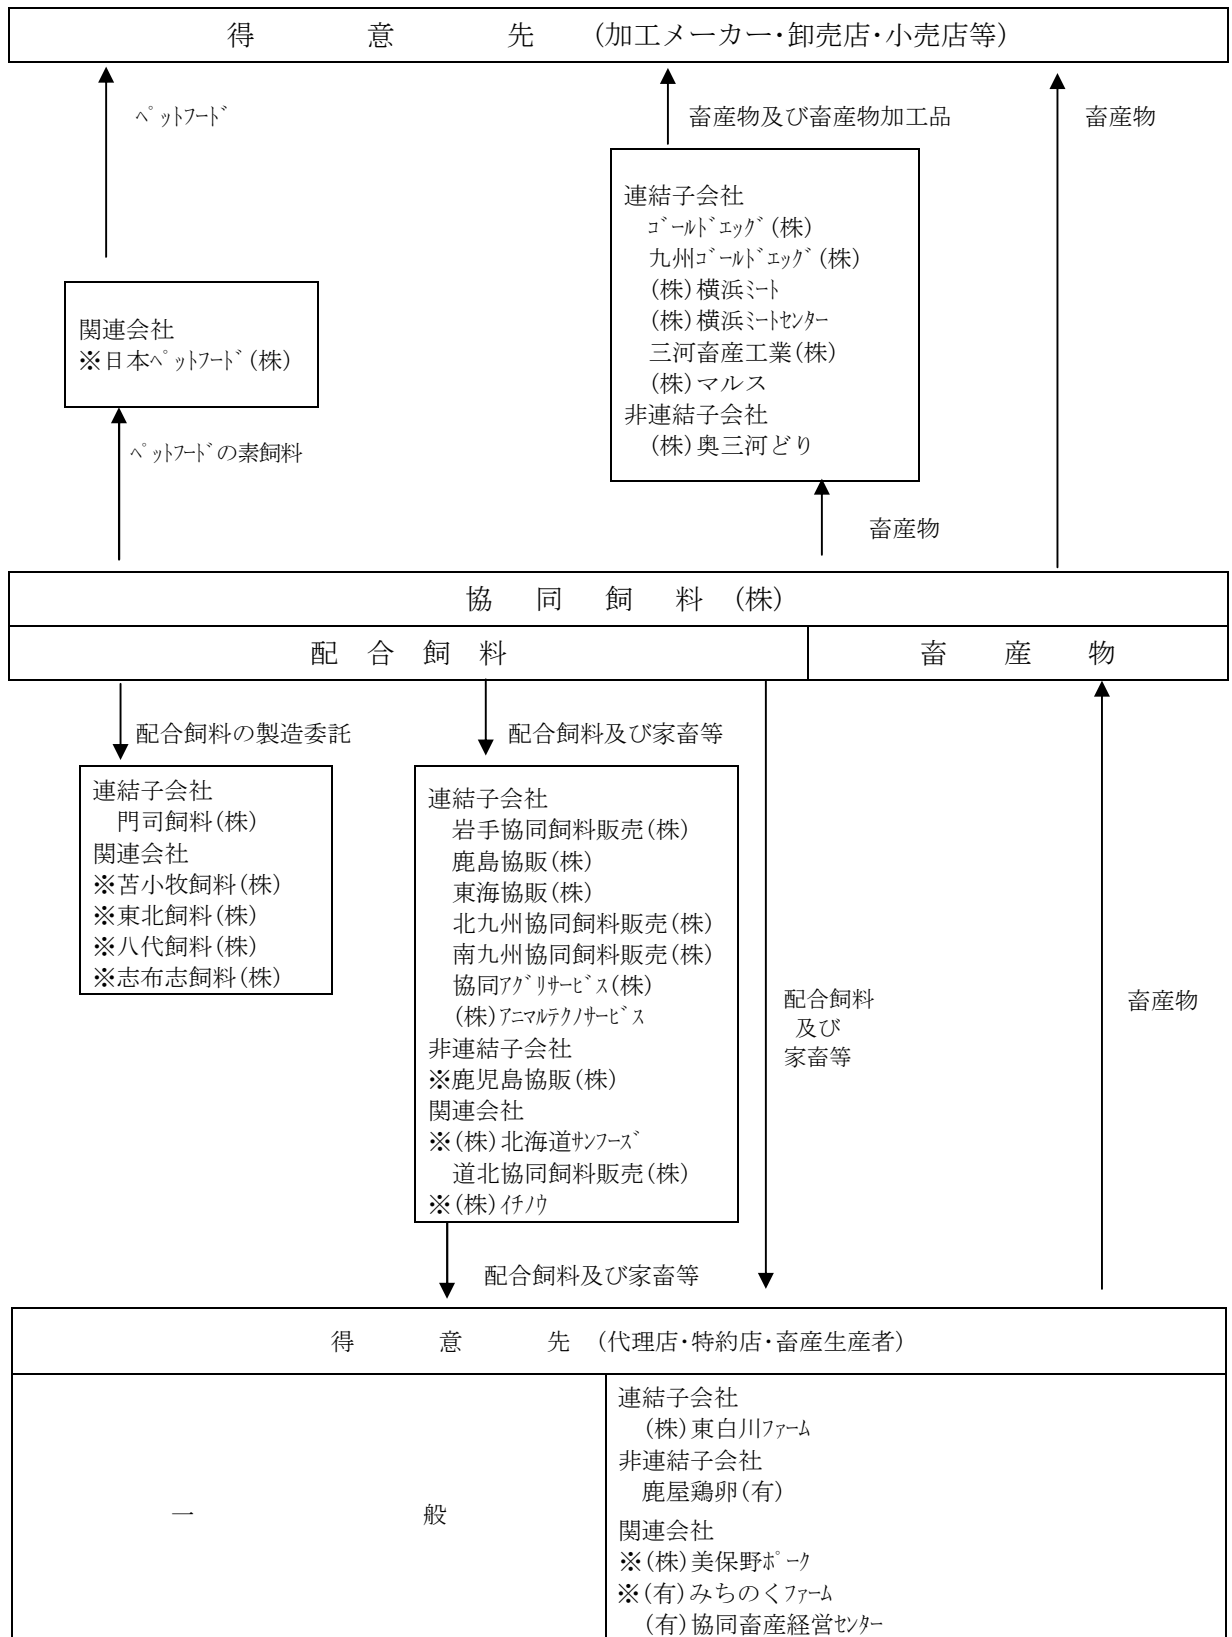 得　意　先　(加工メーカー・卸売店・小売店等)
ﾍﾟｯﾄﾌｰﾄﾞ
畜産物及び畜産物加工品
畜産物
連結子会社
ｺﾞｰﾙﾄﾞｴｯｸﾞ(株)
九州ｺﾞｰﾙﾄﾞｴｯｸﾞ(株)
(株)横浜ﾐｰﾄ
(株)横浜ﾐｰﾄｾﾝﾀｰ
三河畜産工業(株)
(株)マルス
非連結子会社
(株)奥三河どり
関連会社
※日本ﾍﾟｯﾄﾌｰﾄﾞ(株)
ﾍﾟｯﾄﾌｰﾄﾞの素飼料
畜産物
協　同　飼　料　(株)
配　合　飼　料
畜　産　物
配合飼料の製造委託
連結子会社
門司飼料(株)
関連会社
※苫小牧飼料(株)
※東北飼料(株)
※八代飼料(株)
※志布志飼料(株)
配合飼料及び家畜等
連結子会社
岩手協同飼料販売(株)
鹿島協販(株)
東海協販(株)
北九州協同飼料販売(株)
南九州協同飼料販売(株)
協同ｱｸﾞﾘｻｰﾋﾞｽ(株)
(株)ｱﾆﾏﾙﾃｸﾉｻｰﾋﾞｽ
非連結子会社
※鹿児島協販(株)
関連会社
※(株)北海道ｻﾝﾌｰｽﾞ
道北協同飼料販売(株)
※(株)ｲﾁﾉｳ
配合飼料
及び
家畜等
畜産物
配合飼料及び家畜等
得　意　先　(代理店・特約店・畜産生産者)
一　般
連結子会社
(株)東白川ﾌｧｰﾑ
非連結子会社
鹿屋鶏卵(有)
関連会社
※(株)美保野ﾎﾟｰｸ
※(有)みちのくﾌｧｰﾑ
(有)協同畜産経営ｾﾝﾀｰ